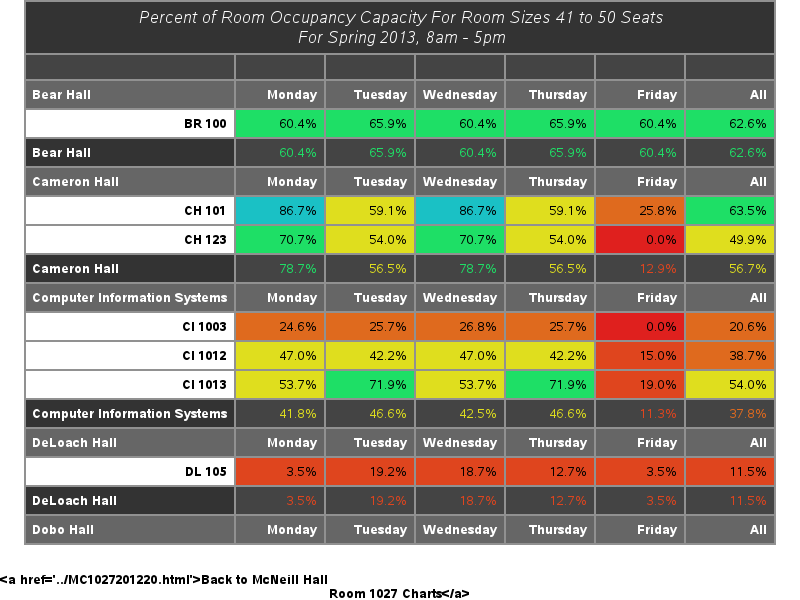 Percent of Room Occupancy Capacity For Room Sizes 41 to 50 Seats
For Spring 2013, 8am - 5pm
Bear Hall Monday Tuesday Wednesday Thursday Friday All
BR 100 60.4% 65.9% 60.4% 65.9% 60.4% 62.6%
Bear Hall 60.4% 65.9% 60.4% 65.9% 60.4% 62.6%
Cameron Hall Monday Tuesday Wednesday Thursday Friday All
CH 101 86.7% 59.1% 86.7% 59.1% 25.8% 63.5%
CH 123 70.7% 54.0% 70.7% 54.0% 0.0% 49.9%
Cameron Hall 78.7% 56.5% 78.7% 56.5% 12.9% 56.7%
Computer Information Systems Monday Tuesday Wednesday Thursday Friday All
CI 1003 24.6% 25.7% 26.8% 25.7% 0.0% 20.6%
CI 1012 47.0% 42.2% 47.0% 42.2% 15.0% 38.7%
CI 1013 53.7% 71.9% 53.7% 71.9% 19.0% 54.0%
Computer Information Systems 41.8% 46.6% 42.5% 46.6% 11.3% 37.8%
DeLoach Hall Monday Tuesday Wednesday Thursday Friday All
DL 105 3.5% 19.2% 18.7% 12.7% 3.5% 11.5%
DeLoach Hall 3.5% 19.2% 18.7% 12.7% 3.5% 11.5%
Dobo Hall Monday Tuesday Wednesday Thursday Friday All
<a href='../MC1027201220.html'>Back to McNeill Hall
Room 1027 Charts</a>